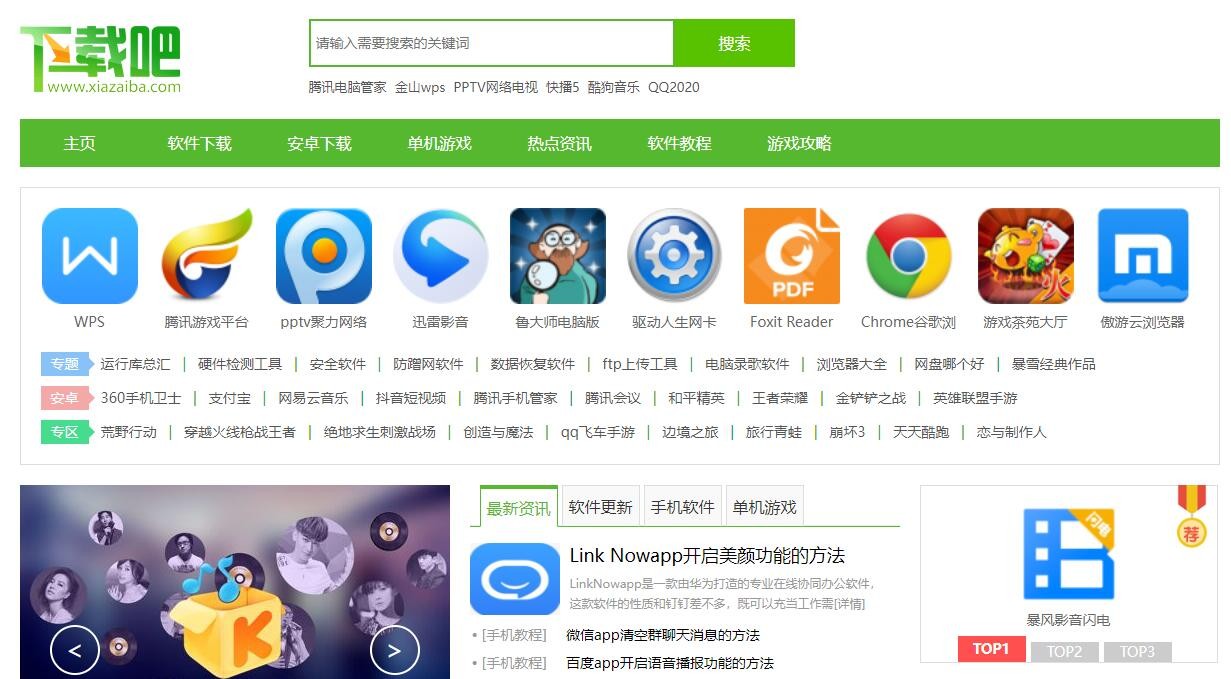 下载吧
www.xiazaiba.com
请输入需要搜索的关键词 搜索
腾讯电脑管家 金山wps PPTV网络电视 快播5 酷狗音乐 QQ2020
主页 软件下载 安卓下载 单机游戏 热点资讯 软件教程 游戏攻略
PDF 火
WPS 腾讯游戏平台 pptv聚力网络 迅雷影音 鲁大师电脑版 驱动人生网卡 Foxit Reader Chrome谷歌浏 游戏茶苑大厅 傲游云浏览器
专题 运行库总汇 | 硬件检测工具 | 安全软件 | 防蹭网软件 | 数据恢复软件 | ftp上传工具 | 电脑录歌软件 | 浏览器大全 | 网盘哪个好 | 暴雪经典作品
安卓 360手机卫士 | 支付宝 | 网易云音乐 | 抖音短视频 | 腾讯手机管家 | 腾讯会议 | 和平精英 | 王者荣耀 | 金铲铲之战 | 英雄联盟手游
专区 荒野行动 | 穿越火线枪战王者 | 绝地求生刺激战场 | 创造与魔法 | qq飞车手游 | 边境之旅 | 旅行青蛙 | 崩坏3 | 天天酷跑 | 恋与制作人
K
< >
最新资讯 软件更新 手机软件 单机游戏
Link Nowapp开启美颜功能的方法
LinkNowapp是一款由华为打造的专业在线协同办公软件，
这款软件的性质和钉钉差不多，既可以充当工作需[详情]
• [手机教程] 微信app清空群聊天消息的方法
• [手机教程] 百度app开启语音播报功能的方法
荐
闪电
暴风影音闪电
TOP1 TOP2 TOP3